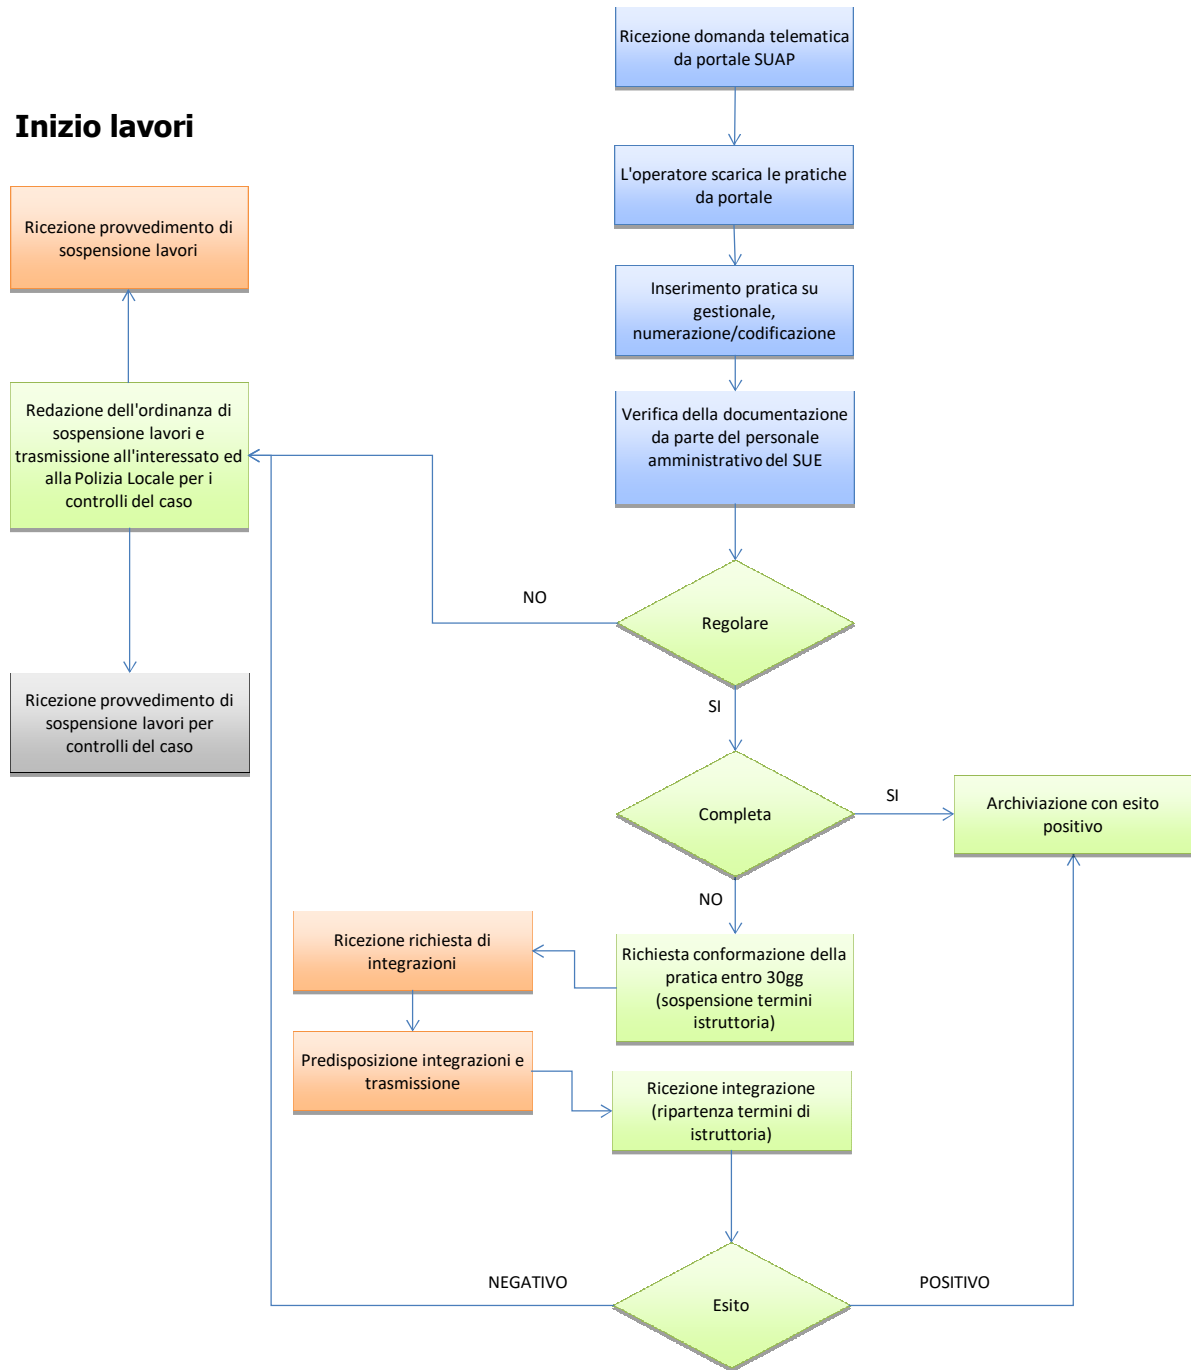 Ricezione domanda telematica
da portale SUAP
Inizio lavori
L'operatore scarica le pratiche
da portale
Ricezione provvedimento di
sospensione lavori
Inserimento pratica su
gestionale,
numerazione/codificazione
Redazione dell'ordinanza di
sospensione lavori e
trasmissione all'interessato ed
alla Polizia Locale per i
controlli del caso
Verifica della documentazione
da parte del personale
amministrativo del SUE
NO
Regolare
SI
Ricezione provvedimento di
sospensione lavori per
controlli del caso
Completa
SI
Archiviazione con esito
positivo
NO
Richiesta conformazione della
pratica entro 30gg
(sospensione termini
istruttoria)
Ricezione richiesta di
integrazioni
Predisposizione integrazioni e
trasmissione
Ricezione integrazione
(ripartenza termini di
istruttoria)
NEGATIVO
Esito
POSITIVO